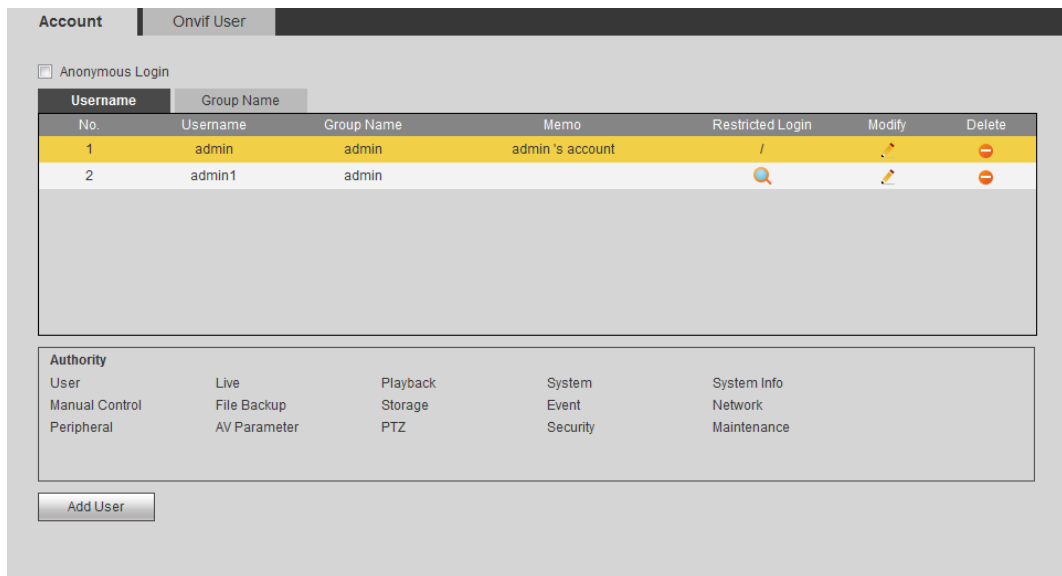 Account Onvif User
Anonymous Login
Username Group Name
No. Username Group Name Memo Restricted Login Modify Delete
1 admin admin admin 's account /
2 admin1 admin
Authority
User Live Playback System System Info
Manual Control File Backup Storage Event Network
Peripheral AV Parameter PTZ Security Maintenance
Add User